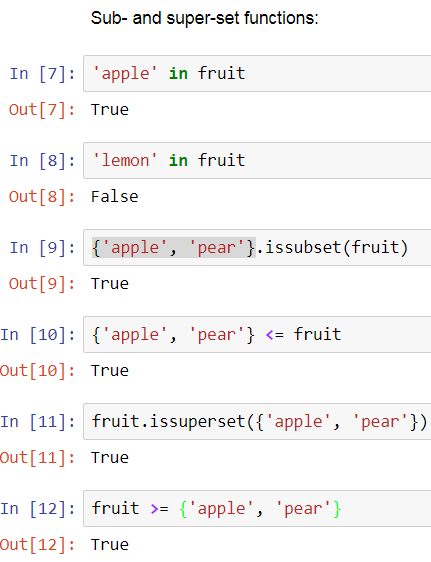 Sub- and super-set functions:
In [7]: 'apple' in fruit
Out[7]: True
In [8]: 'lemon' in fruit
Out[8]: False
In [9]: {'apple', 'pear'}.issubset(fruit)
Out[9]: True
In [10]: {'apple', 'pear'} <= fruit
Out[10]: True
In [11]: fruit.issuperset({'apple', 'pear'})
Out[11]: True
In [12]: fruit >= {'apple', 'pear'}
Out[12]: True